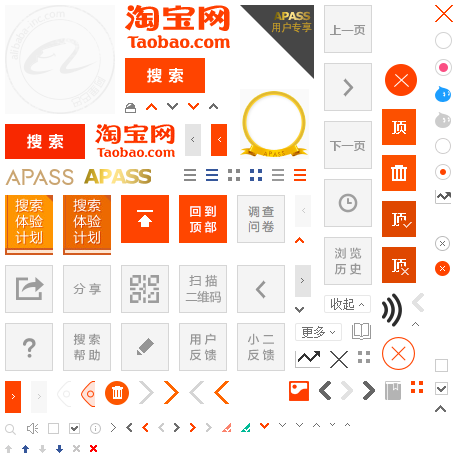 淘宝网
Taobao.com
APASS
用户专享
上一页
搜 索
顶
搜 索
淘宝网
Taobao.com
下一页
APASS
APASS
APASS
搜索
体验
计划
搜索
体验
计划
回 到
顶 部
调 查
问 卷
顶
浏 览
历 史
顶
分 享
扫 描
二维码
收起
更多
?
搜 索
帮 助
用 户
反 馈
小 二
反 馈